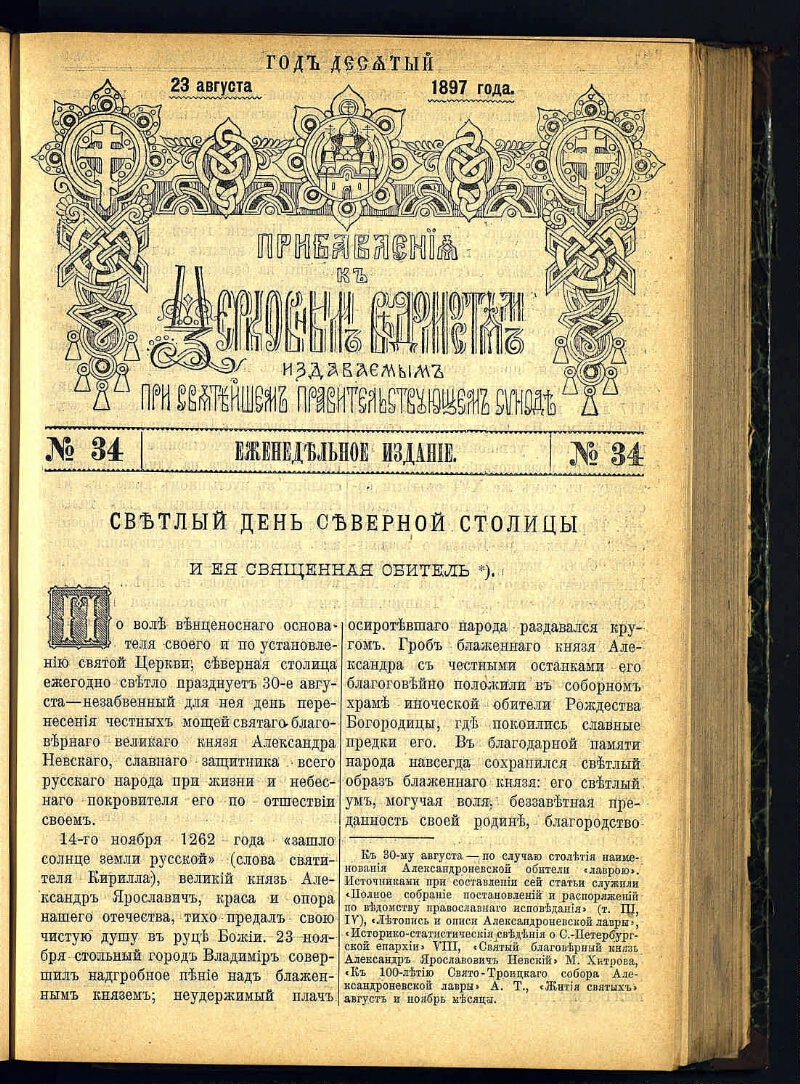 ГОДЪ ДЕСЯТЫЙ
23 августа
1897 года.
ПРИБАВЛЕНІЯ
КЪ
ЦЕРКОВНЫМЪ ВѢДОМОСТЯМЪ
ИЗДАВАЕМЫМЪ
ПРИ СВЯТѢЙШЕМЪ ПРАВИТЕЛЬСТВУЮЩЕМЪ СѴНОДѢ
№ 34
ЕЖЕНЕДѢЛЬНОЕ ИЗДАНІЕ.
№ 34
СВѢТЛЫЙ ДЕНЬ СѢВЕРНОЙ СТОЛИЦЫ
И ЕЯ СВЯЩЕННАЯ ОБИТЕЛЬ *).
По волѣ вѣнценоснаго основа-
теля своего и по установле-
нію святой Церкви, сѣверная столица
ежегодно свѣтло празднуетъ 30-е авгу-
ста—незабвенный для нея день пере-
несенія честныхъ мощей святаго благо-
вѣрнаго великаго князя Александра
Невскаго, славнаго защитника всего
русскаго народа при жизни и небес-
наго покровителя его по отшествіи
своемъ.
14-го ноября 1262 года «зашло
солнце земли русской» (слова святи-
теля Кирилла), великій князь Але-
ксандръ Ярославичъ, краса и опора
нашего отечества, тихо предалъ свою
чистую душу въ руцѣ Божіи. 23 ноя-
бря стольный городъ Владиміръ совер-
шилъ надгробное пѣніе надъ блажен-
нымъ княземъ; неудержимый плачъ
осиротѣвшаго народа раздавался кру-
гомъ. Гробъ блаженнаго князя Але-
ксандра съ честными останками его
благоговѣйно положили въ соборномъ
храмѣ иноческой обители Рождества
Богородицы, гдѣ покоились славные
предки его. Въ благодарной памяти
народа навсегда сохранился свѣтлый
образъ блаженнаго князя: его свѣтлый
умъ, могучая воля, беззавѣтная пре-
данность своей родинѣ, благородство
Къ 30-му августа — по случаю столѣтія наиме-
нованія Александроневской обители «лаврою».
Источниками при составленіи сей статьи служили
«Полное собраніе постановленій и распоряженій
по вѣдомству православнаго исповѣданія» (т. III,
IV), «Лѣтопись и описи Александроневской лавры»,
«Историко-статистическія свѣдѣнія о С.-Петербург-
ской епархіи» VIII, «Святый благовѣрный князь
Александръ Ярославовичъ Невскій» М. Хитрова,
«Къ 100-лѣтію Свято-Троицкаго собора Але-
ксандроневской лавры» А. Т., «Житія святыхъ»
августъ и ноябрь мѣсяцы.